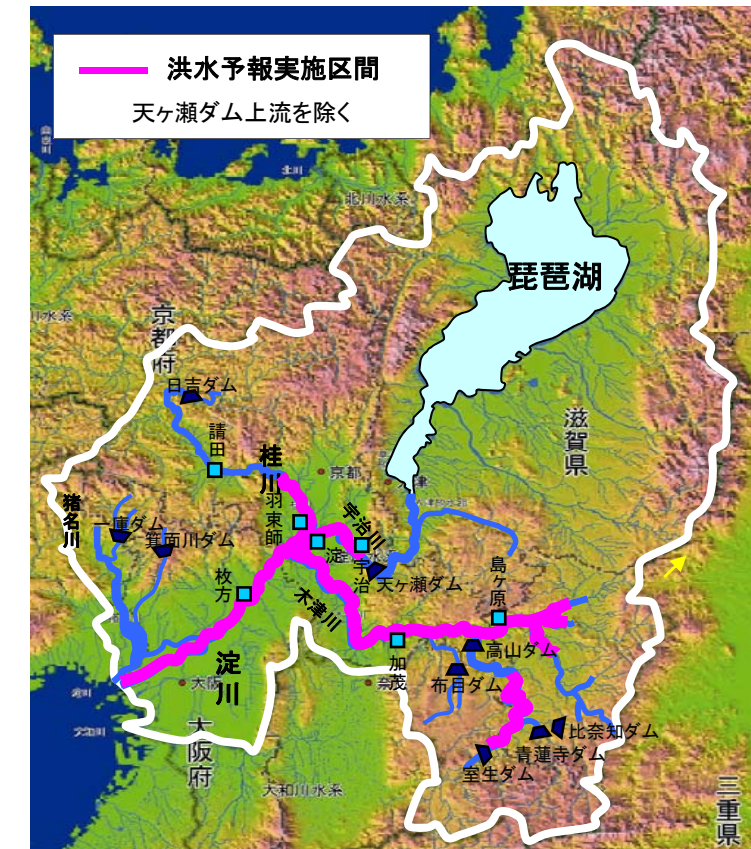 洪水予報実施区間
天ヶ瀬ダム上流を除く
北川
北川水系
琵琶湖
川水系
京都府
日吉ダム
滋賀県
請田
桂川
京都
猪名川
羽束師
宇治川
一庫ダム
箕面川ダム
淀
宇治
天ヶ瀬ダム
島ヶ原
枚方
木津川
高山ダム
加茂
布目ダム
淀川
大阪
奈
比奈知ダム
青蓮寺ダム
室生ダム
大阪府
大和川水系
三重県